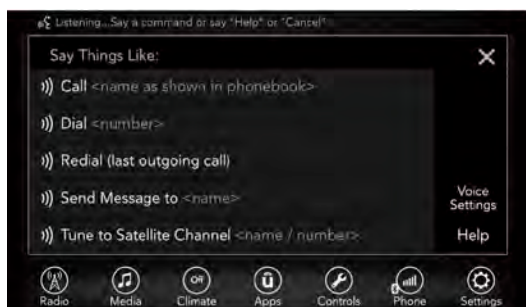 Listening...Say a command or say "Help" or "Cancel"
Say Things Like:
Call <name as shown in phonebook>
Dial <number>
Redial (last outgoing call)
Send Message to <name>
Tune to Satellite Channel <name / number>
Voice
Settings
Help
Off
Radio
Media
Climate
Apps
Controls
Phone
Settings